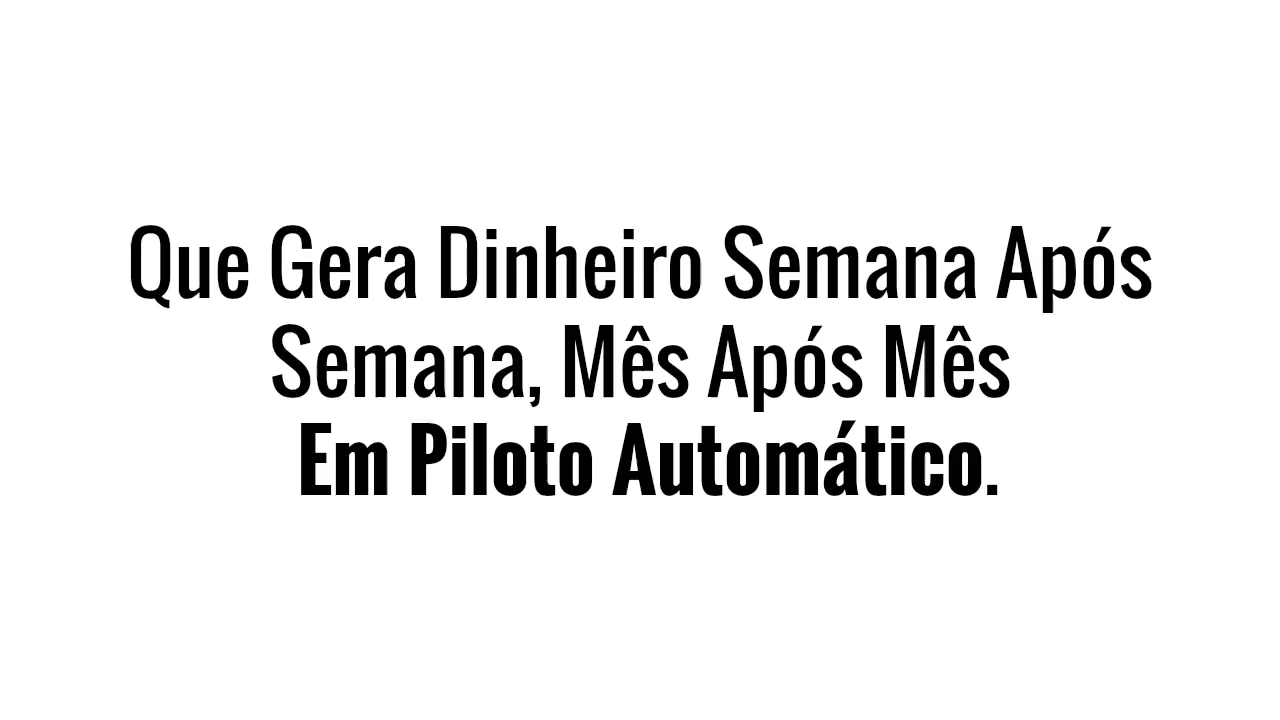 Que Gera Dinheiro Semana Após
Semana, Mês Após Mês
Em Piloto Automático.